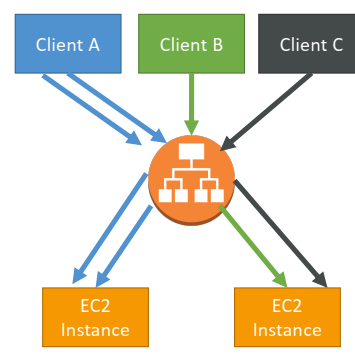 Client A
Client B
Client C
EC2
Instance
EC2
Instance